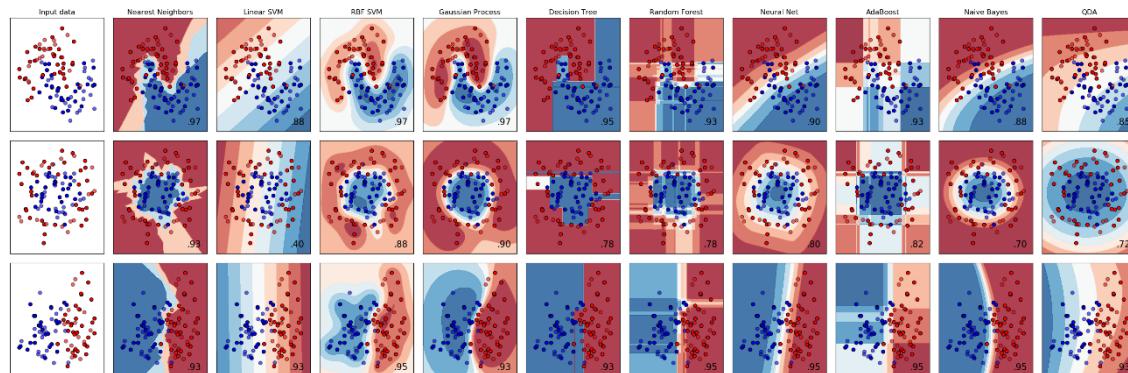 Input data Nearest Neighbors Linear SVM RBF SVM Gaussian Process Decision Tree Random Forest Neural Net AdaBoost Naive Bayes QDA
.97 .88 .97 .97 .95 .93 .90 .93 .88 .85
.93 .40 .88 .90 .78 .78 .80 .82 .70 .72
.93 .93 .95 .93 .93 .95 .95 .95 .95 .93